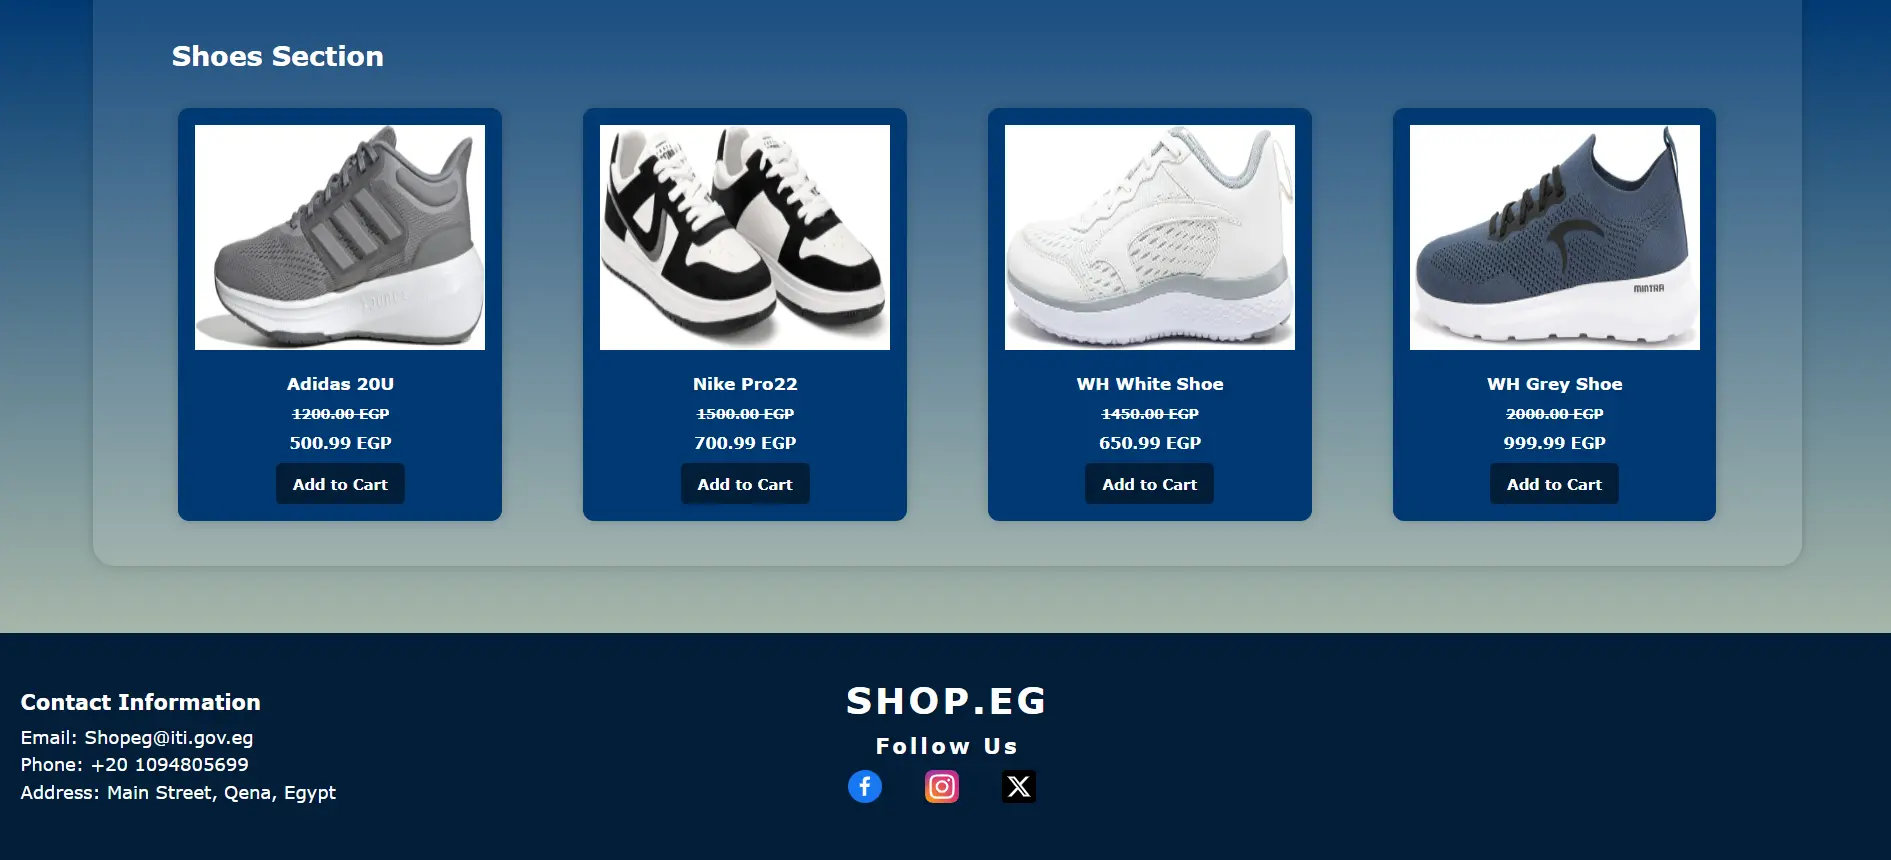 Shoes Section
MINTRA
Adidas 20U
1200.00 EGP
500.99 EGP
Add to Cart
Nike Pro22
1500.00 EGP
700.99 EGP
Add to Cart
WH White Shoe
1450.00 EGP
650.99 EGP
Add to Cart
WH Grey Shoe
2000.00 EGP
999.99 EGP
Add to Cart
Contact Information
Email: Shopeg@iti.gov.eg
Phone: +20 1094805699
Address: Main Street, Qena, Egypt
SHOP.EG
Follow Us